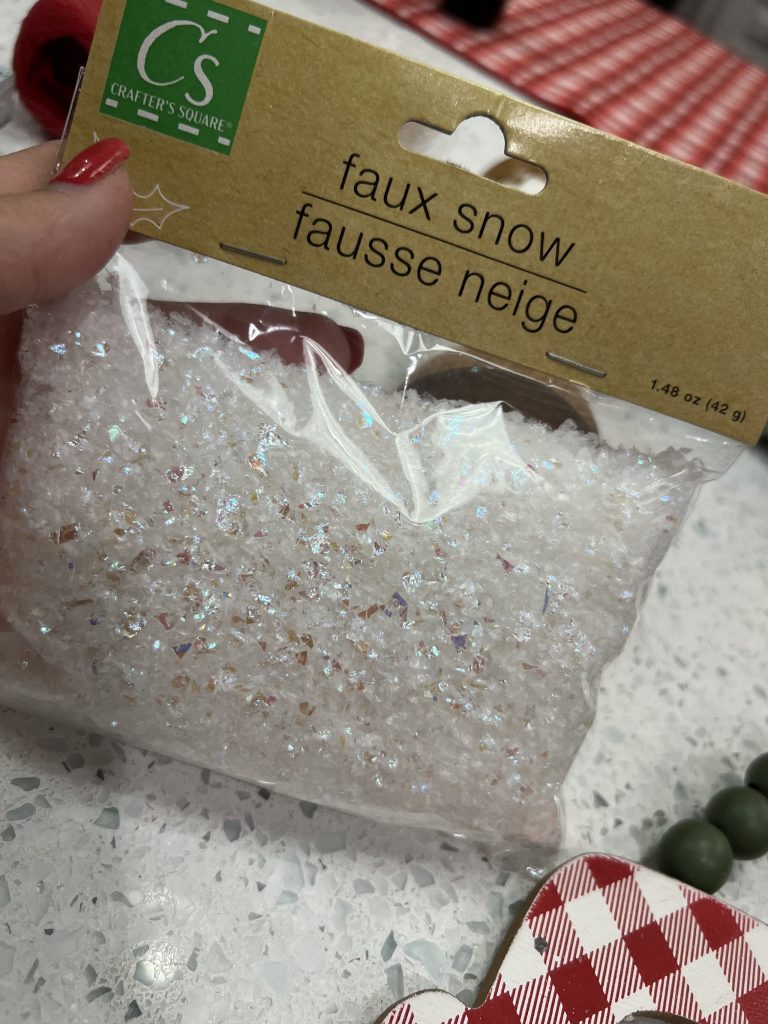 Cs
CRAFTER'S SQUARE®
faux snow
fausse neige
1.48 oz (42 g)